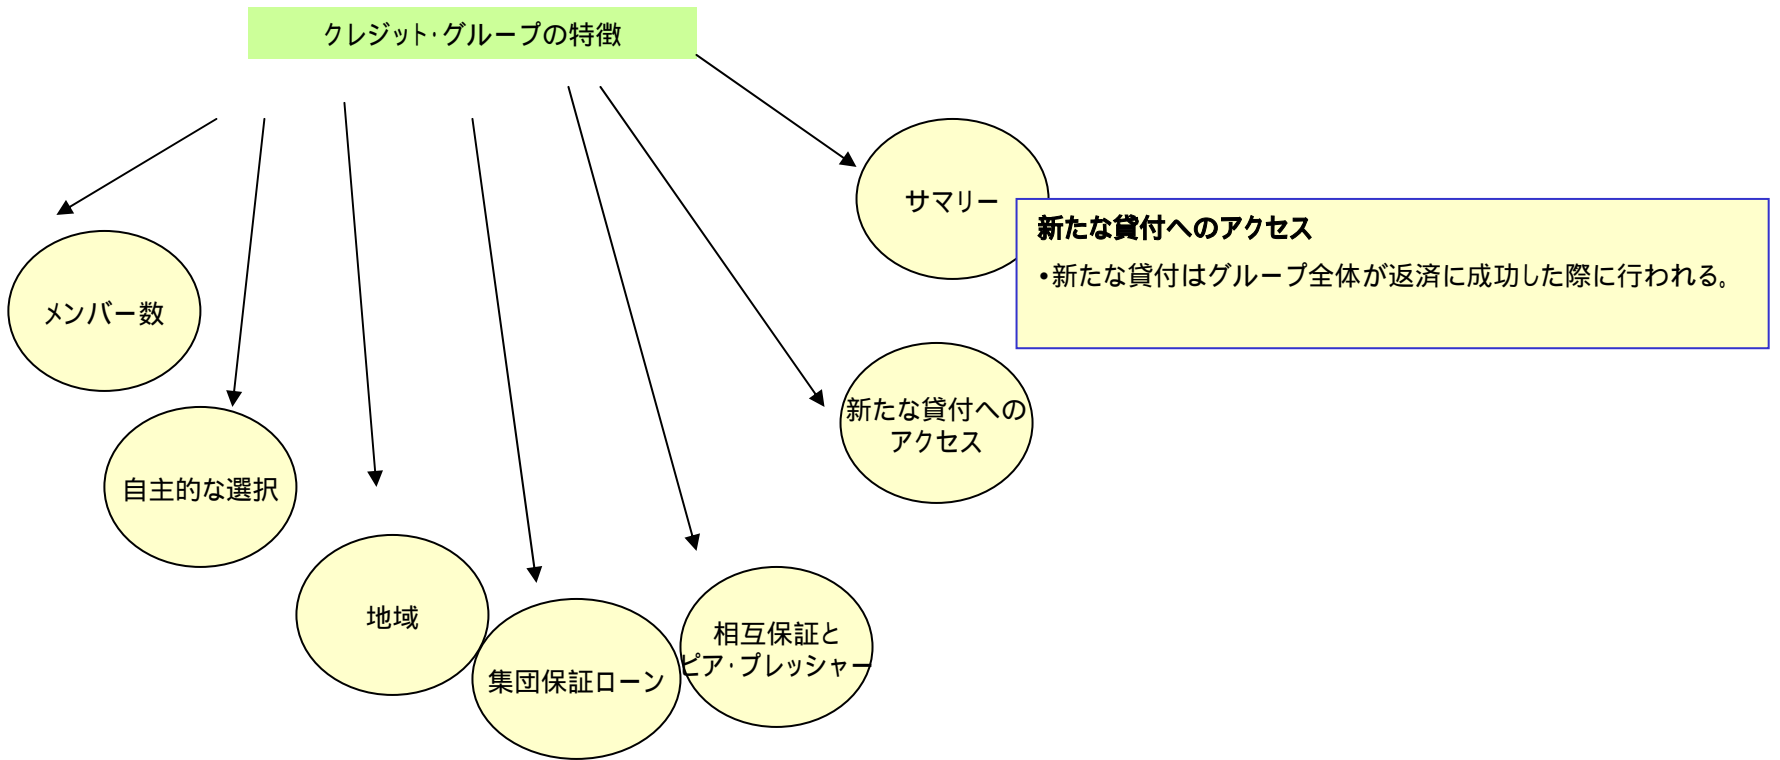 クレジット・グループの特徴
サマリー
新たな貸付へのアクセス
・新たな貸付はグループ全体が返済に成功した際に行われる。
メンバー数
新たな貸付への
アクセス
自主的な選択
地域
集団保証ローン
相互保証と
ピア・プレッシャー